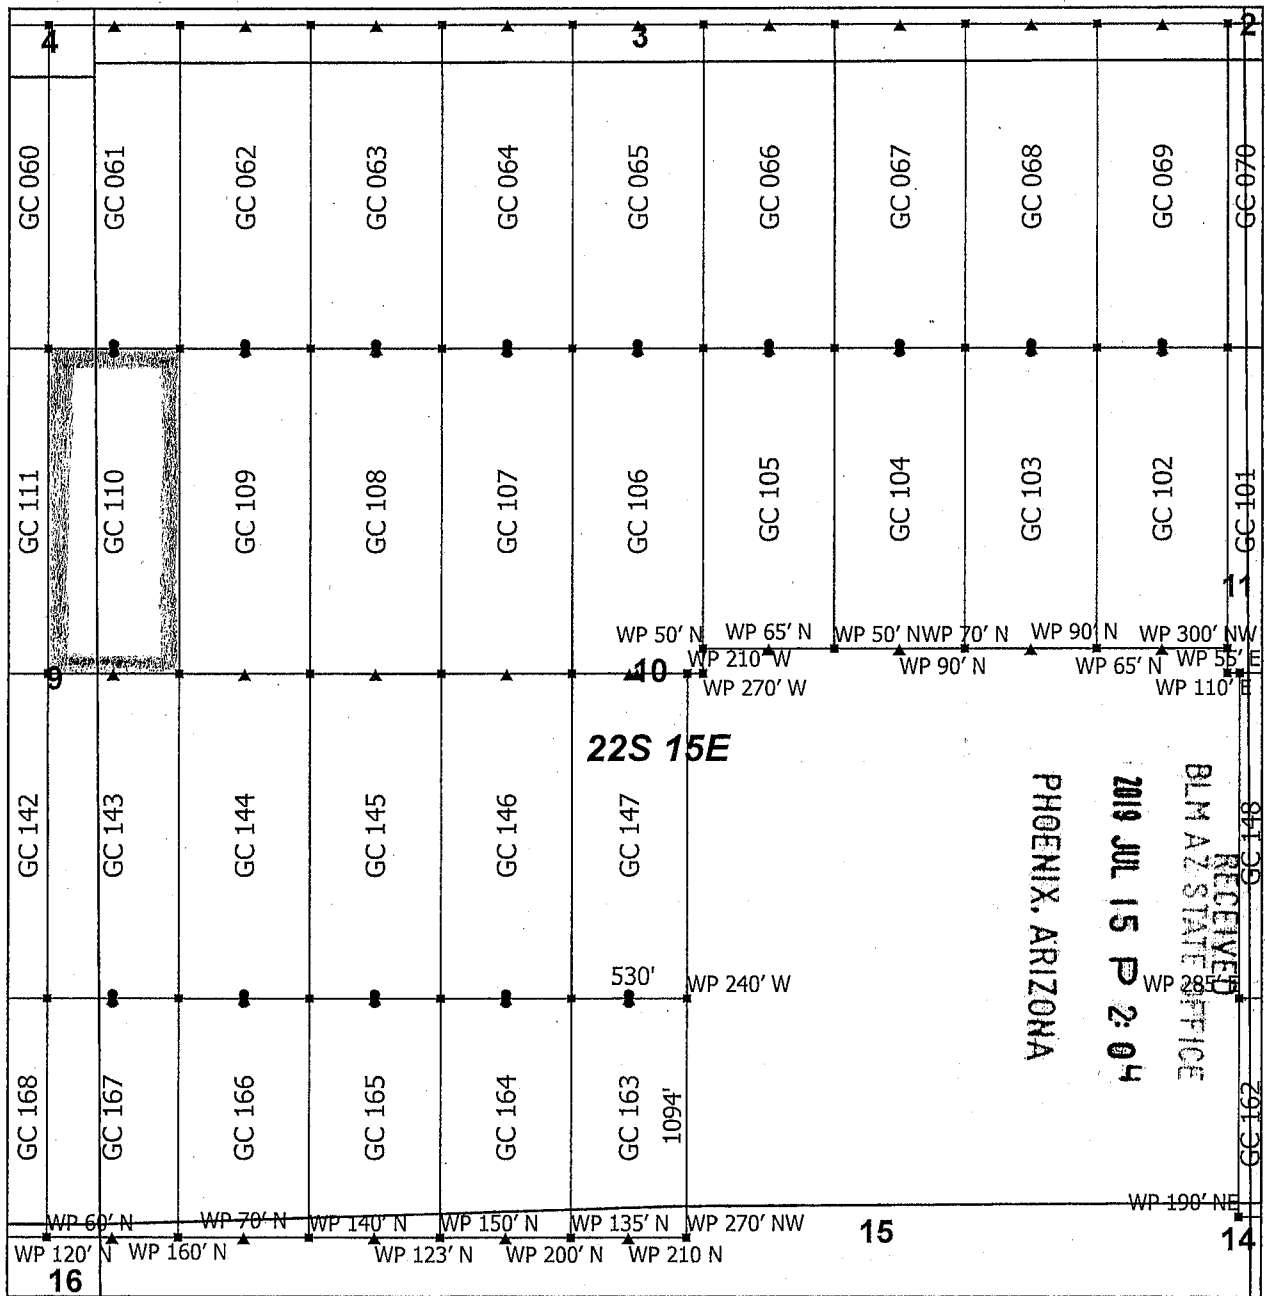 4
3
2
GC 060
GC 061
GC 062
GC 063
GC 064
GC 065
GC 066
GC 067
GC 068
GC 069
GC 070
GC 111
GC 110
GC 109
GC 108
GC 107
GC 106
GC 105
GC 104
GC 103
GC 102
GC 101
11
WP 50' N
WP 65' N
WP 50' N
WP 70' N
WP 90' N
WP 300' NW
WP 210' W
WP 90' N
WP 65' N
WP 55' E
9
10
WP 270' W
WP 110' E
22S 15E
GC 142
GC 143
GC 144
GC 145
GC 146
GC 147
GC 148
RECEIVED
BLM AZ STATE OFFICE
2019 JUL 15 P 2:04
PHOENIX, ARIZONA
530'
WP 240' W
WP 285' E
GC 168
GC 167
GC 166
GC 165
GC 164
GC 163
1094'
GC 162
WP 190' NE
WP 60' N
WP 70' N
WP 140' N
WP 150' N
WP 135' N
WP 270' NW
15
14
WP 120' N
WP 160' N
WP 123' N
WP 200' N
WP 210 N
16